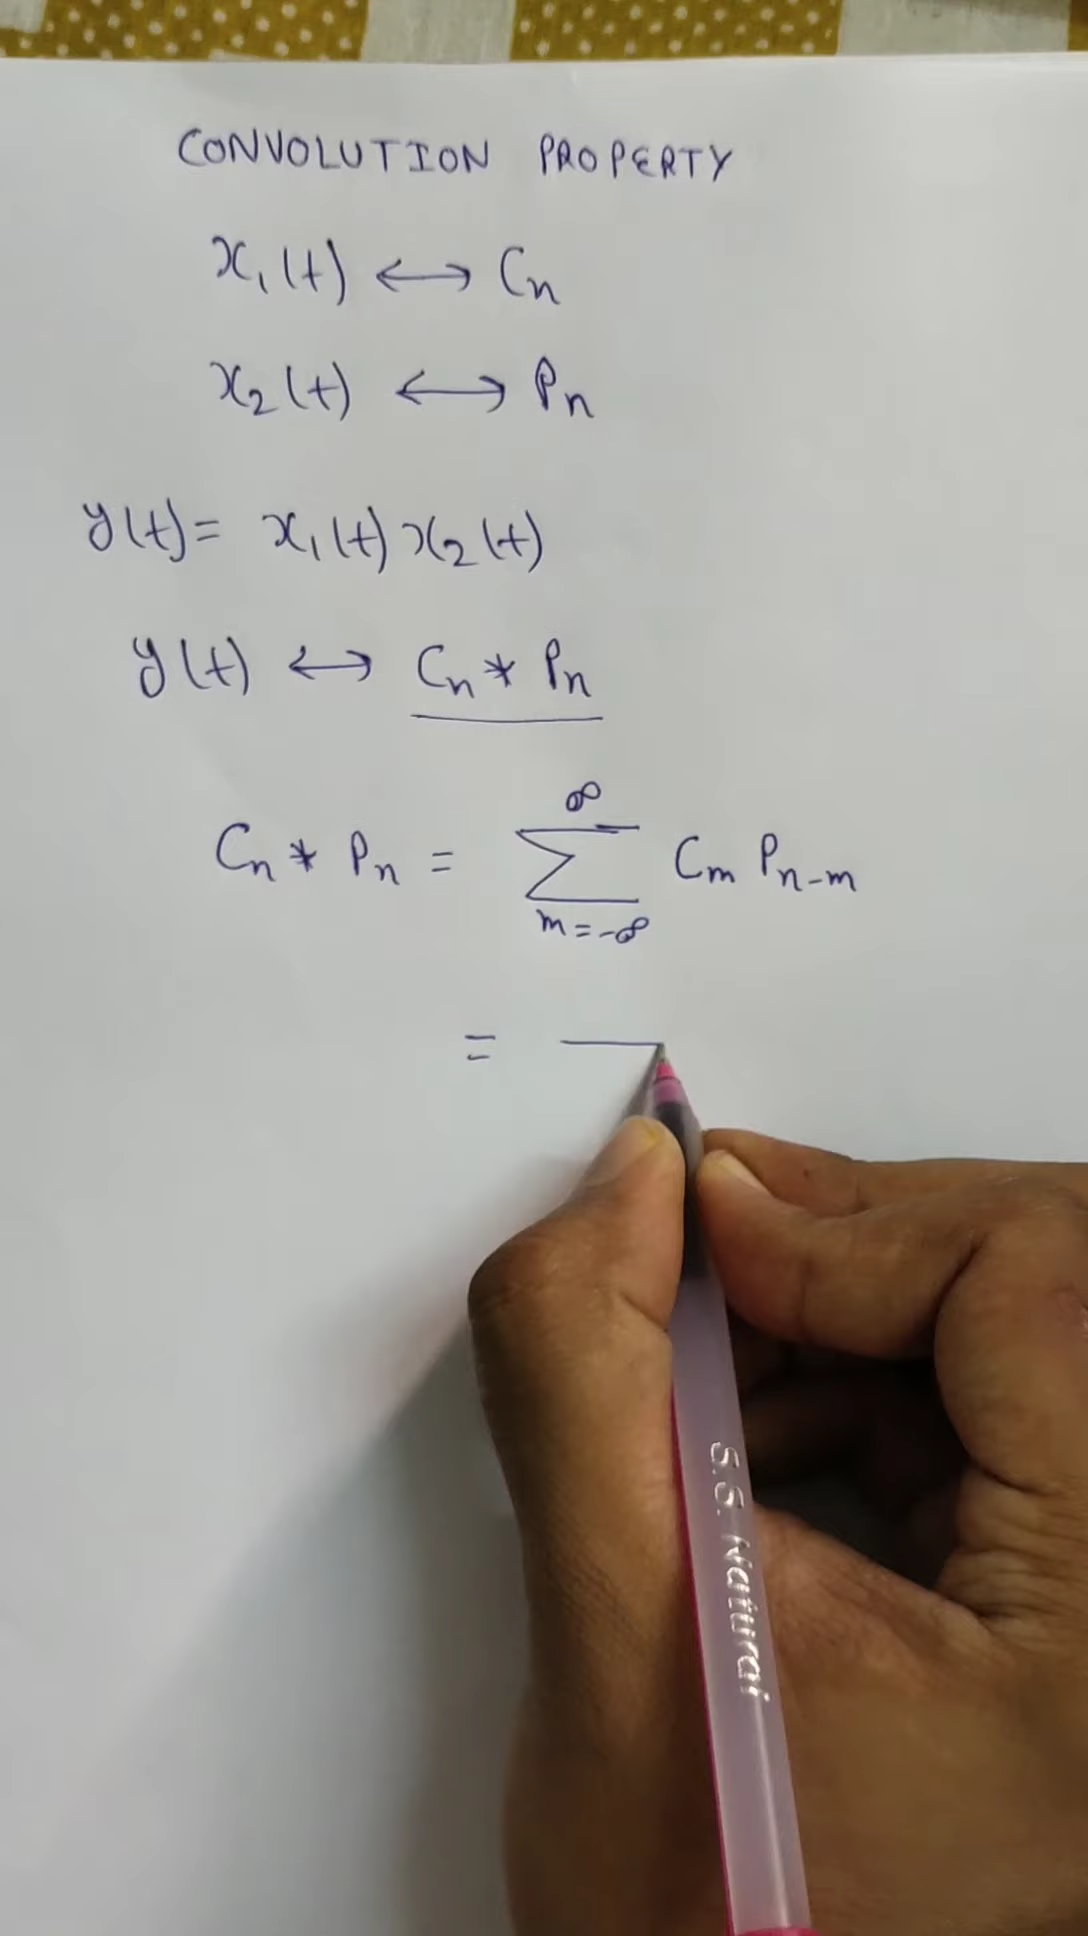 CONVOLUTION PROPERTY
x₁(t) ↔ Cn
x₂(t) ↔ Pn
y(t) = x₁(t) x₂(t)
y(t) ↔ Cn * Pn
Cn * Pn = ∞ Σ m=-∞ Cm Pn-m
=
S.S. Natural